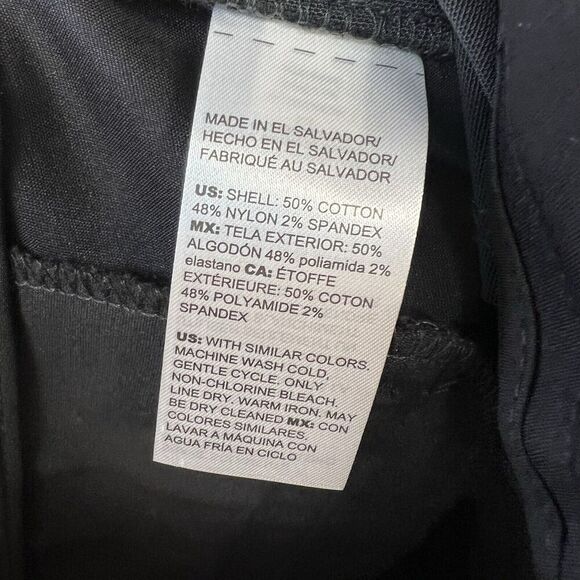 MADE IN EL SALVADOR/
HECHO EN EL SALVADOR/
FABRIQUÉ AU SALVADOR
US: SHELL: 50% COTTON
48% NYLON 2% SPANDEX
MX: TELA EXTERIOR: 50%
ALGODÓN 48% poliamida 2%
elastano CA: ÉTOFFE
EXTÉRIEURE: 50% COTON
48% POLYAMIDE 2%
SPANDEX
US: WITH SIMILAR COLORS.
MACHINE WASH COLD,
GENTLE CYCLE. ONLY
NON-CHLORINE BLEACH.
LINE DRY. WARM IRON. MAY
BE DRY CLEANED MX: CON
COLORES SIMILARES.
LAVAR A MÁQUINA CON
AGUA FRÍA EN CICLO